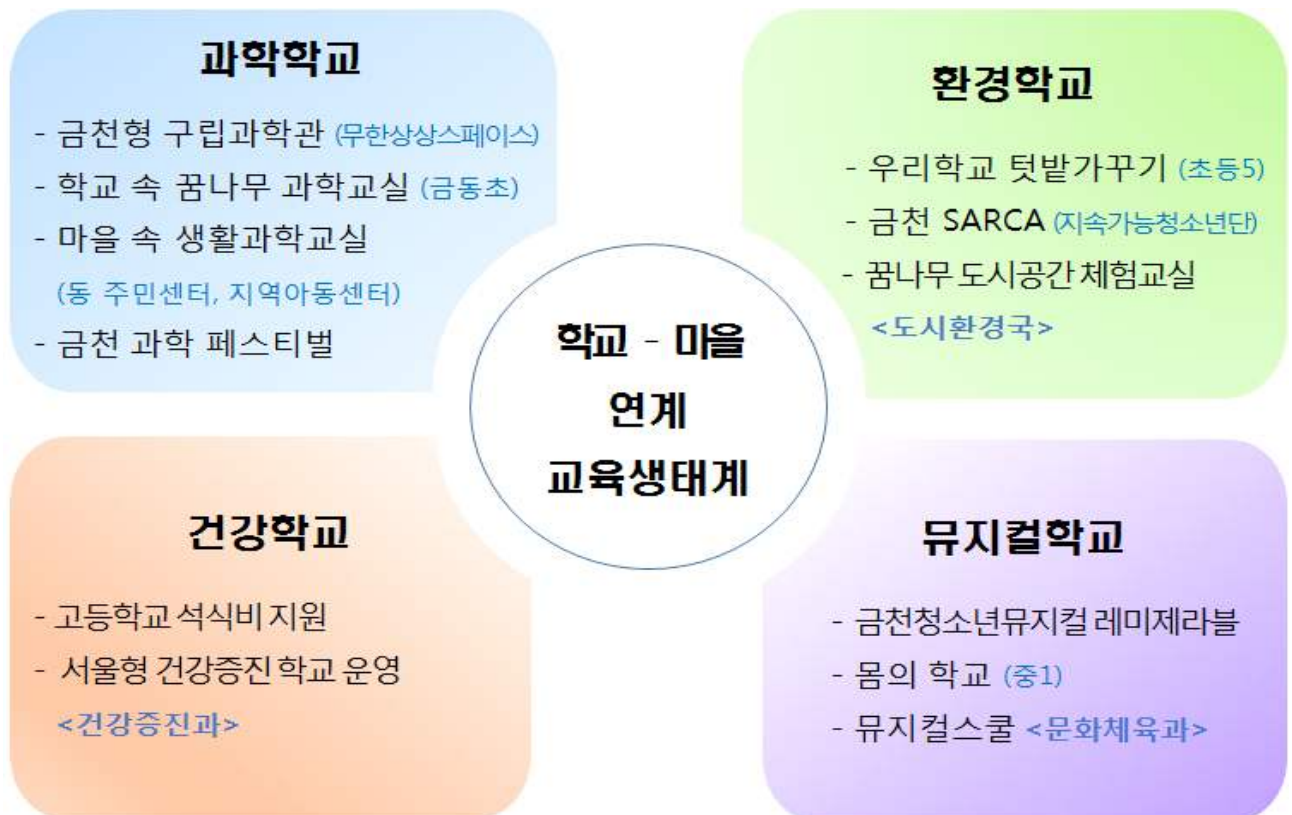 과학학교
- 금천형 구립과학관 (무한상상스페이스)
- 학교 속 꿈나무 과학교실 (금동초)
- 마을 속 생활과학교실
(동 주민센터, 지역아동센터)
- 금천 과학 페스티벌
환경학교
- 우리학교 텃밭가꾸기 (초등5)
- 금천 SARCA (지속가능청소년단)
- 꿈나무 도시공간 체험교실
<도시환경국>
학교 - 마을
연계
교육생태계
건강학교
- 고등학교 석식비 지원
- 서울형 건강증진 학교 운영
<건강증진과>
뮤지컬학교
- 금천청소년뮤지컬 레미제라블
- 몸의 학교 (중1)
- 뮤지컬스쿨 <문화체육과>